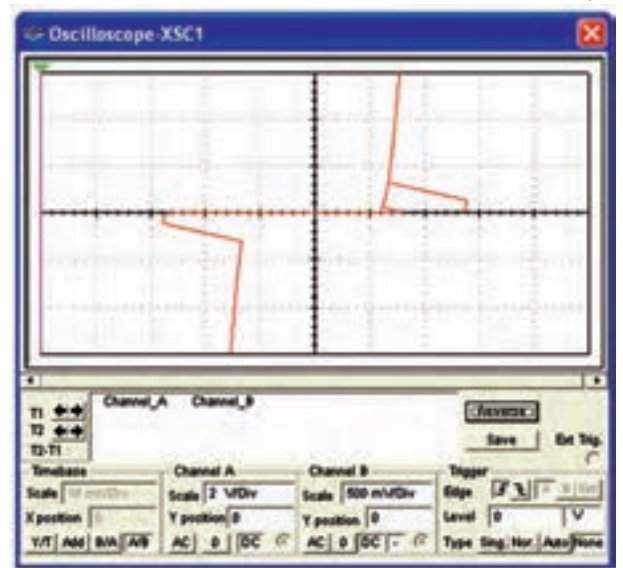 Oscilloscope-XSC1
Channel_A Channel_B
T1
T2
T2-T1
Reverse
Save
Ext Trig.
Timebase
Scale
X position
Y/T Add B/A A/B
Channel A
Scale 2 V/Div
Y position 0
AC 0 DC
Channel B
Scale 500 mV/Div
Y position 0
AC 0 DC -
Trigger
Edge
Level 0 V
Type Sing. Nor. Auto None